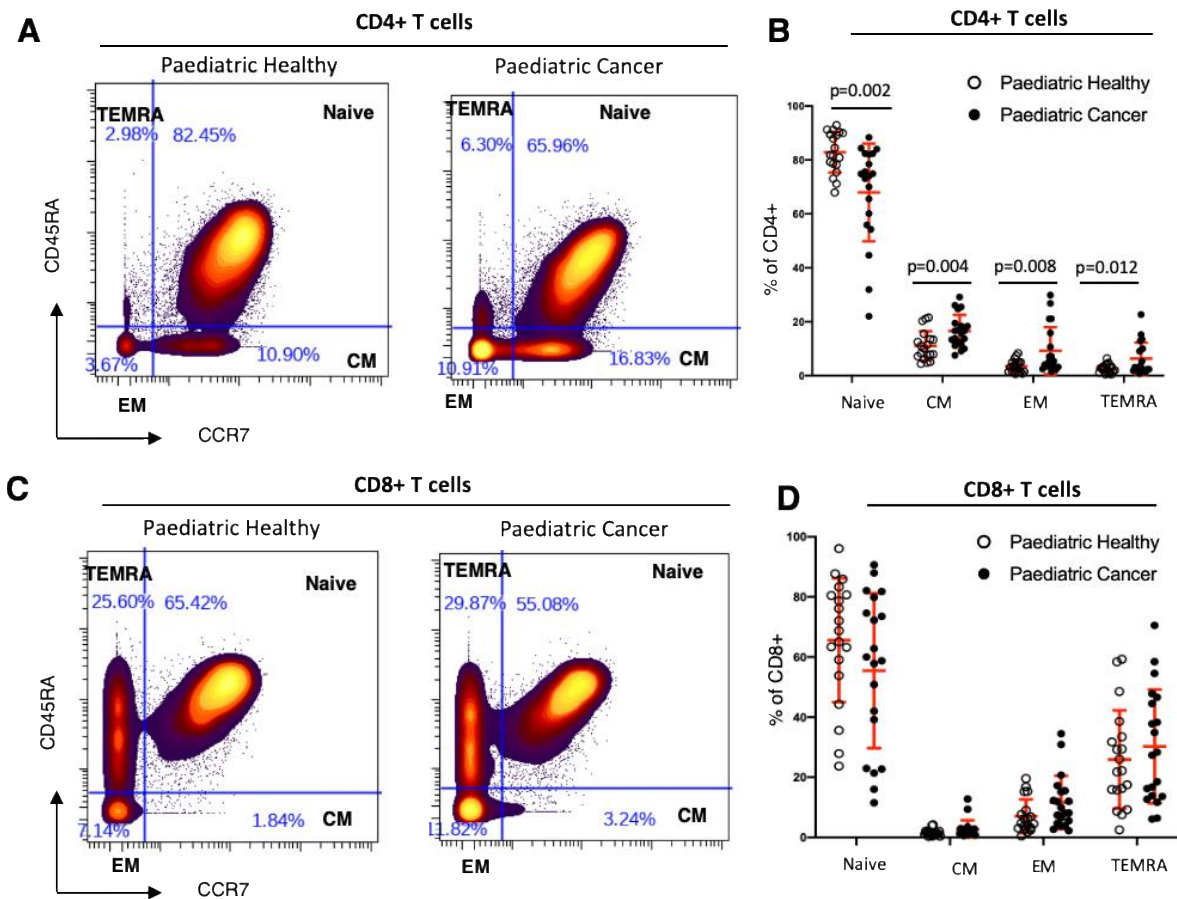 A
CD4+ T cells
Paediatric Healthy
Paediatric Cancer
TEMRA
Naive
2.98% 82.45%
CD45RA
3.67%
10.90%
CM
EM
TEMRA
Naive
6.30% 65.96%
10.91%
16.83% CM
EM
CCR7
B
CD4+ T cells
Paediatric Healthy
Paediatric Cancer
p=0.002
100
80
60
40
20
0
% of CD4+
p=0.004
p=0.008
p=0.012
Naive
CM
EM
TEMRA
C
CD8+ T cells
Paediatric Healthy
Paediatric Cancer
TEMRA
Naive
25.60% 65.42%
CD45RA
7.14%
1.84% CM
EM
TEMRA
Naive
29.87% 55.08%
11.82%
3.24% CM
EM
CCR7
D
CD8+ T cells
Paediatric Healthy
Paediatric Cancer
100
80
60
40
20
0
% of CD8+
Naive
CM
EM
TEMRA